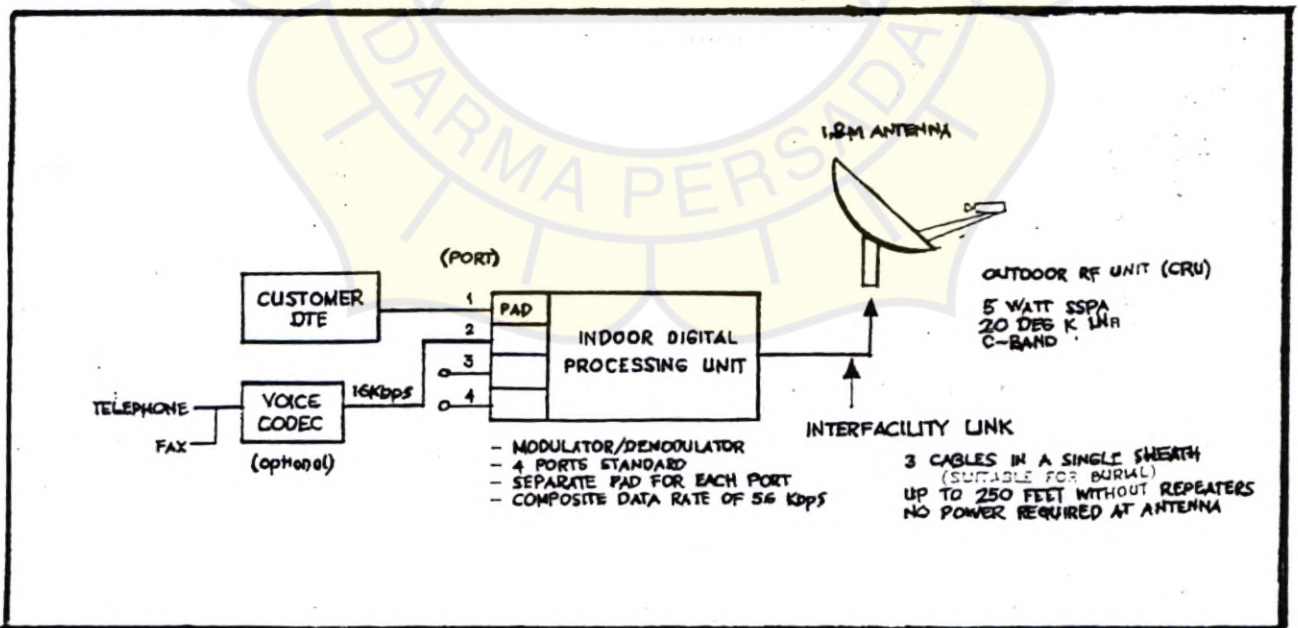 DARMA PERSADA
1,8M ANTENNA
(PORT)
OUTDOOR RF UNIT (CRU)
5 WATT SSPA
20 DEG K LNA
C-BAND
CUSTOMER
DTE
1
PAD
2
3
4
INDOOR DIGITAL
PROCESSING UNIT
TELEPHONE
FAX
VOICE
CODEC
(optional)
16Kbps
- MODULATOR/DEMODULATOR
- 4 PORTS STANDARD
- SEPARATE PAD FOR EACH PORT
- COMPOSITE DATA RATE OF 56 Kbps
INTERFACILITY LINK
3 CABLES IN A SINGLE SHEATH
(SUITABLE FOR BURIAL)
UP TO 250 FEET WITHOUT REPEATERS
NO POWER REQUIRED AT ANTENNA